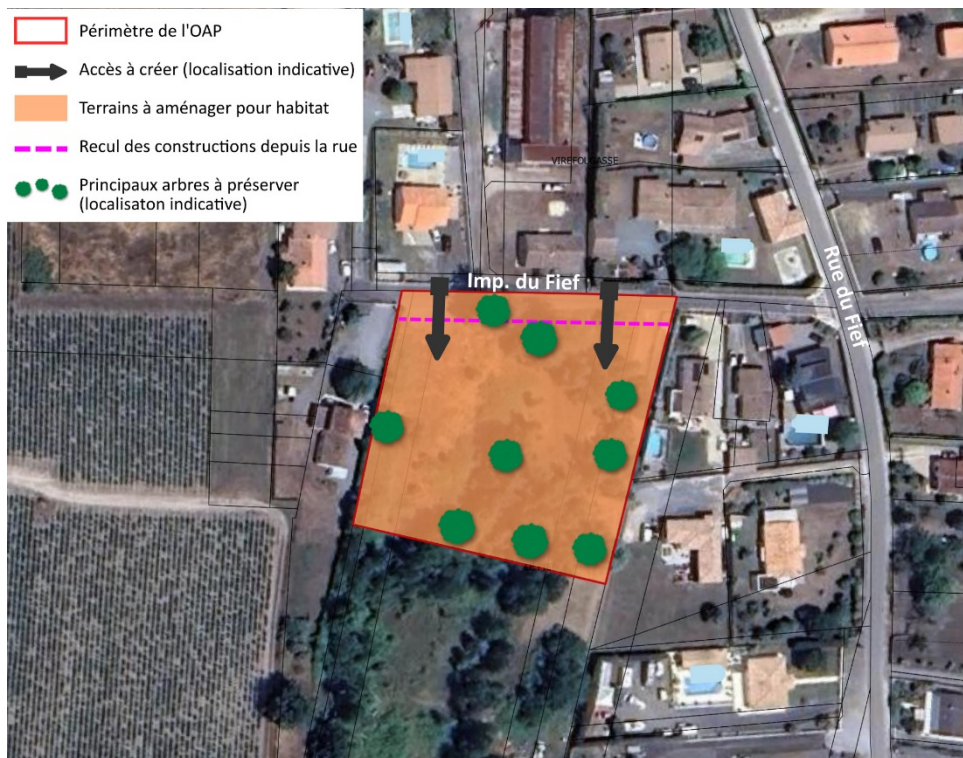 Périmètre de l'OAP
Accès à créer (localisation indicative)
Terrains à aménager pour habitat
Recul des constructions depuis la rue
Principaux arbres à préserver
(localisaton indicative)
VIREFOUGASSE
Imp. du Fief
Rue du Fief